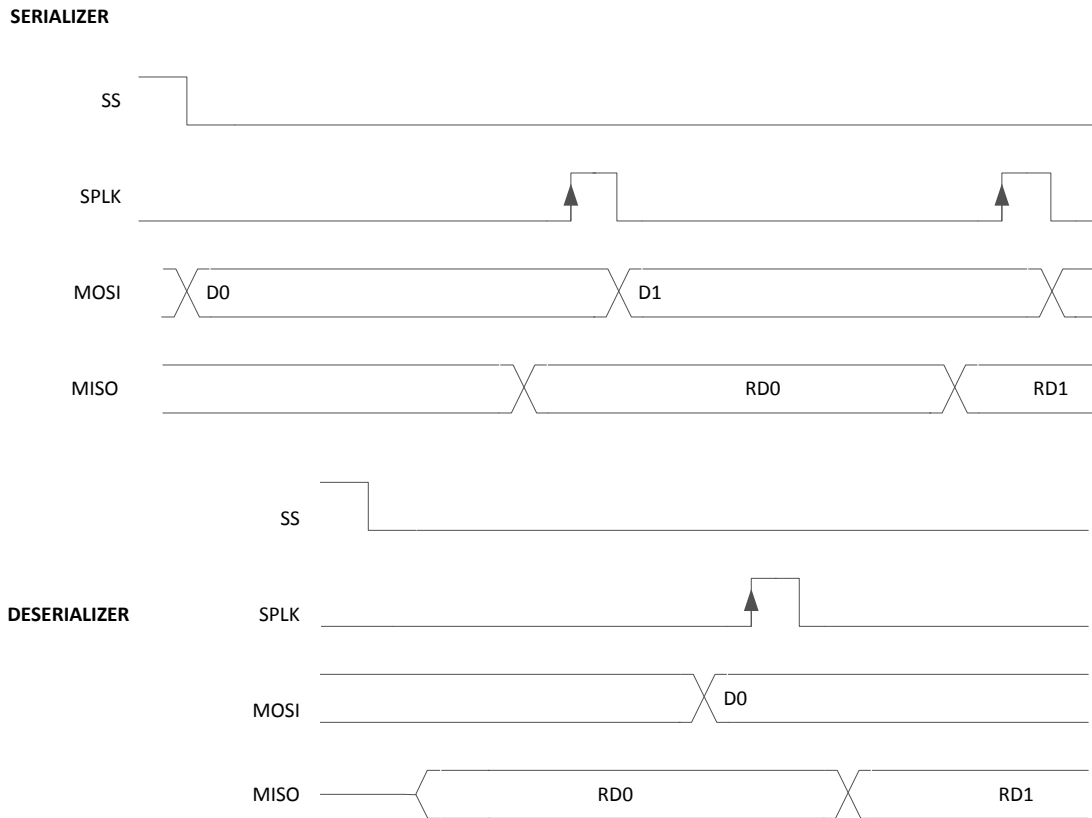 SERIALIZER
SS
SPLK
MOSI D0 D1
MISO RD0 RD1
SS
DESERIALIZER SPLK
MOSI D0
MISO RD0 RD1